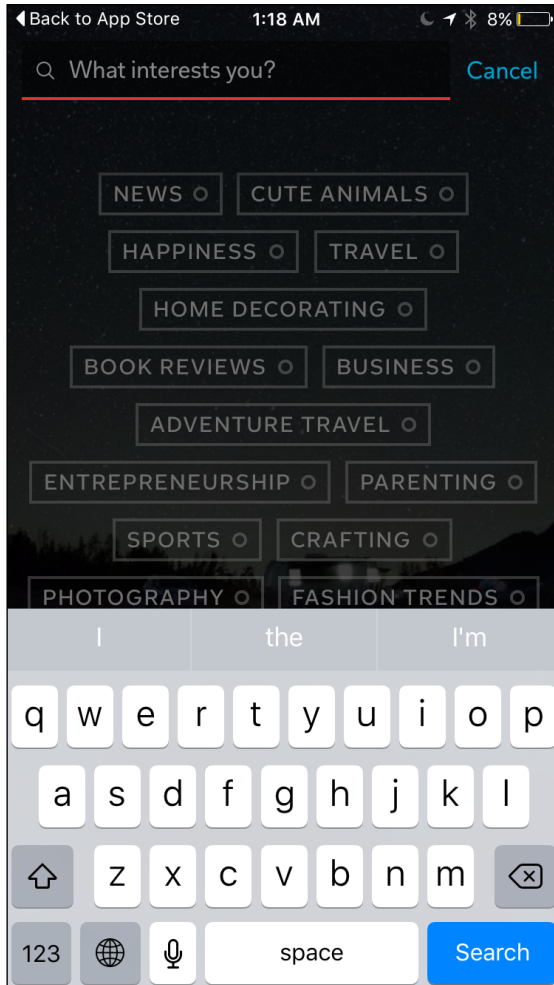 Back to App Store 1:18 AM 8%
What interests you? Cancel
NEWS CUTE ANIMALS
HAPPINESS TRAVEL
HOME DECORATING
BOOK REVIEWS BUSINESS
ADVENTURE TRAVEL
ENTREPRENEURSHIP PARENTING
SPORTS CRAFTING
PHOTOGRAPHY FASHION TRENDS
I the I'm
q w e r t y u i o p
a s d f g h j k l
z x c v b n m
123 space Search